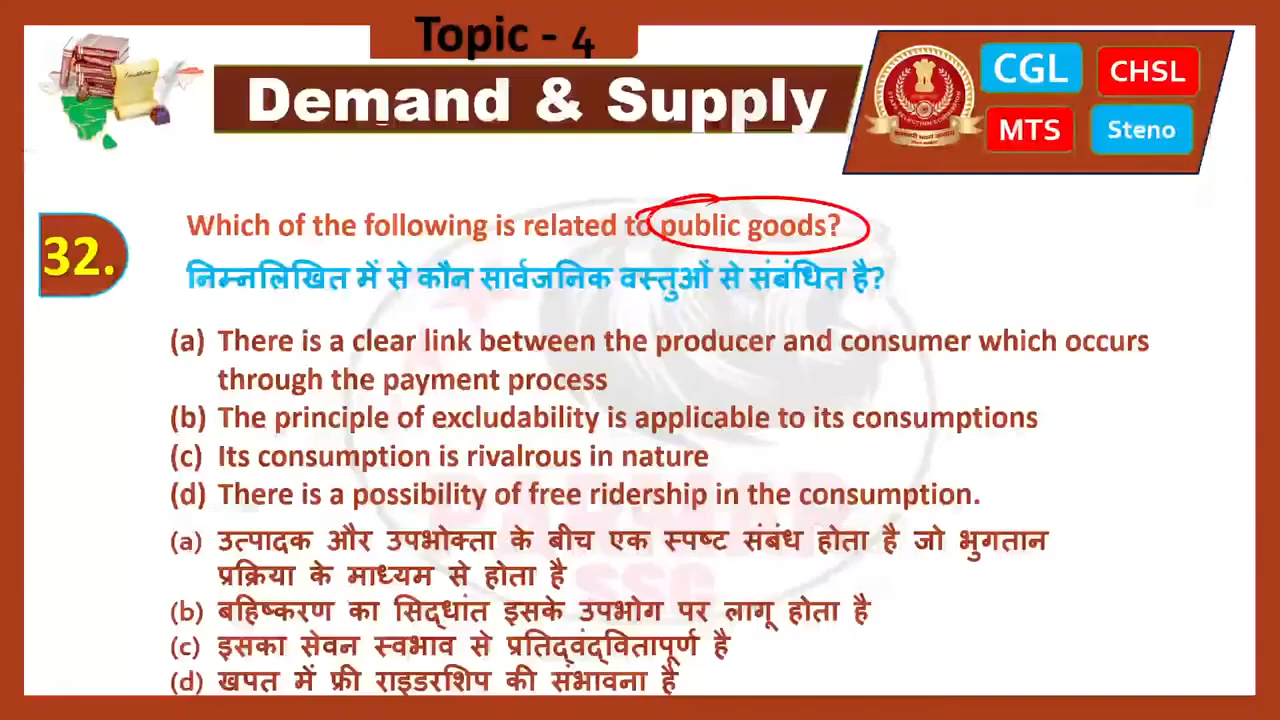 Topic - 4
Demand & Supply
CGL
CHSL
MTS
Steno
32.
Which of the following is related to public goods?
निम्नलिखित में से कौन सार्वजनिक वस्तुओं से संबंधित है?
(a) There is a clear link between the producer and consumer which occurs
through the payment process
(b) The principle of excludability is applicable to its consumptions
(c) Its consumption is rivalrous in nature
(d) There is a possibility of free ridership in the consumption.
(a) उत्पादक और उपभोक्ता के बीच एक स्पष्ट संबंध होता है जो भुगतान
प्रक्रिया के माध्यम से होता है
(b) बहिष्करण का सिद्धांत इसके उपभोग पर लागू होता है
(c) इसका सेवन स्वभाव से प्रतिद्वंद्वितापूर्ण है
(d) खपत में फ्री राइडरशिप की संभावना है
SSC